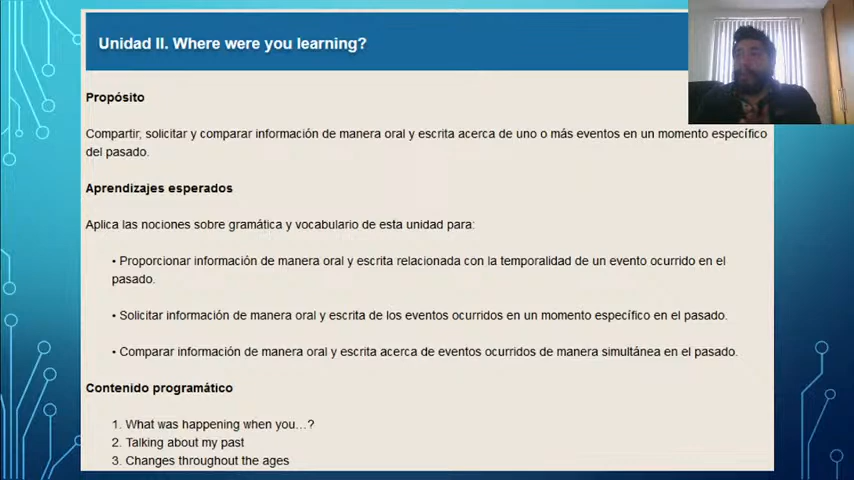 Unidad II. Where were you learning?
Propósito
Compartir, solicitar y comparar información de manera oral y escrita acerca de uno o más eventos en un momento específico
del pasado.
Aprendizajes esperados
Aplica las nociones sobre gramática y vocabulario de esta unidad para:
• Proporcionar información de manera oral y escrita relacionada con la temporalidad de un evento ocurrido en el
pasado.
• Solicitar información de manera oral y escrita de los eventos ocurridos en un momento específico en el pasado.
• Comparar información de manera oral y escrita acerca de eventos ocurridos de manera simultánea en el pasado.
Contenido programático
1. What was happening when you...?
2. Talking about my past
3. Changes throughout the ages